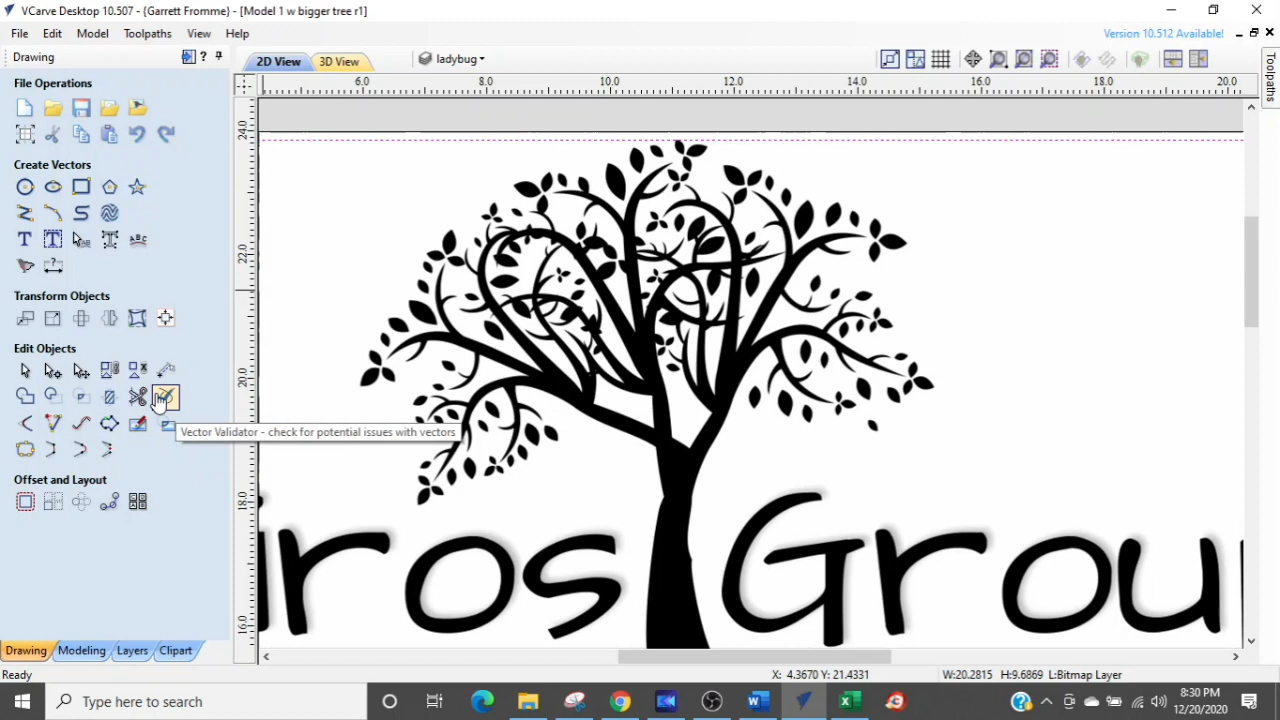 VCarve Desktop 10.507 - {Garrett Fromme} - [Model 1 w bigger tree r1]
File Edit Model Toolpaths View Help
Version 10.512 Available!
Drawing
2D View 3D View
ladybug
Toolpaths
File Operations
6.0 8.0 10.0 12.0 14.0 16.0 18.0 20.0
24.0
22.0
20.0
18.0
16.0
Create Vectors
Transform Objects
Edit Objects
Vector Validator - check for potential issues with vectors
Offset and Layout
iros Grou
Drawing Modeling Layers Clipart
Ready
X: 4.3670 Y: 21.4331
W:20.2815 H:9.6869 L:Bitmap Layer
Type here to search
8:30 PM
12/20/2020